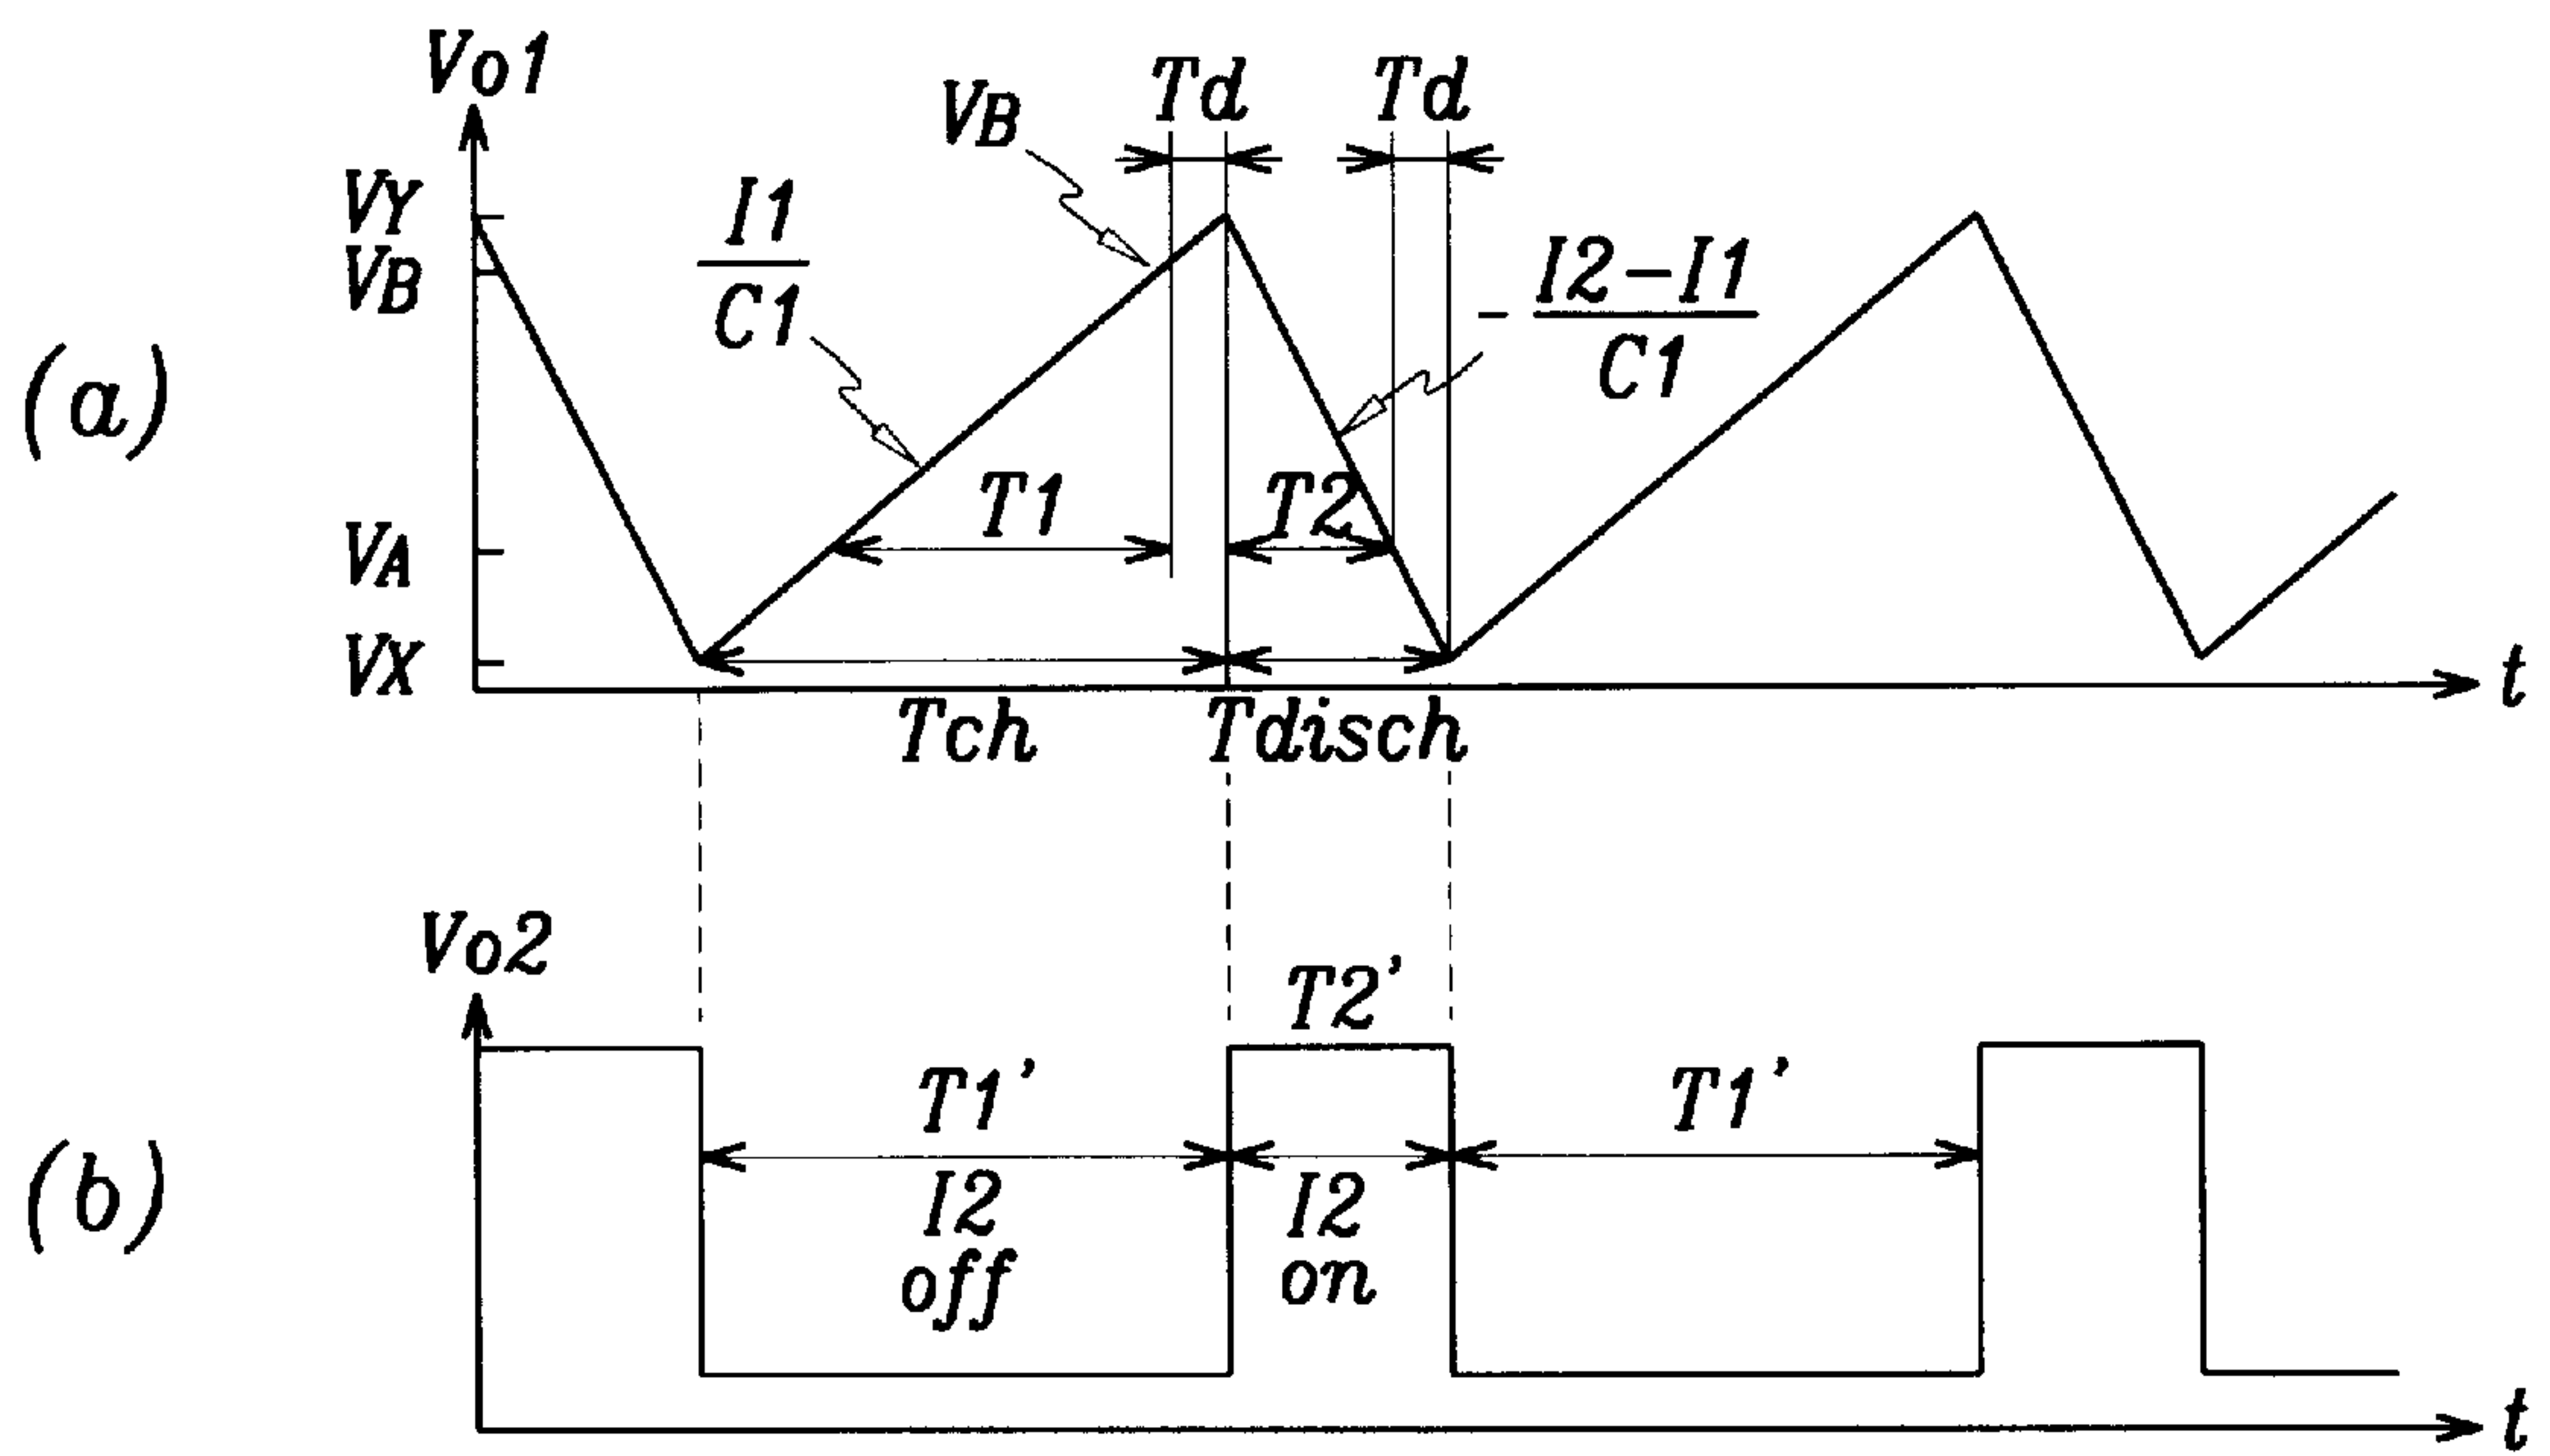 Vo1
Td Td
VB
VY
I1
C1
VB
I2-I1
- C1
(a)
T1 T2
VA
VX
t
Tch Tdisch
Vo2
T2'
T1' T1'
(b)
I2 I2
off on
t